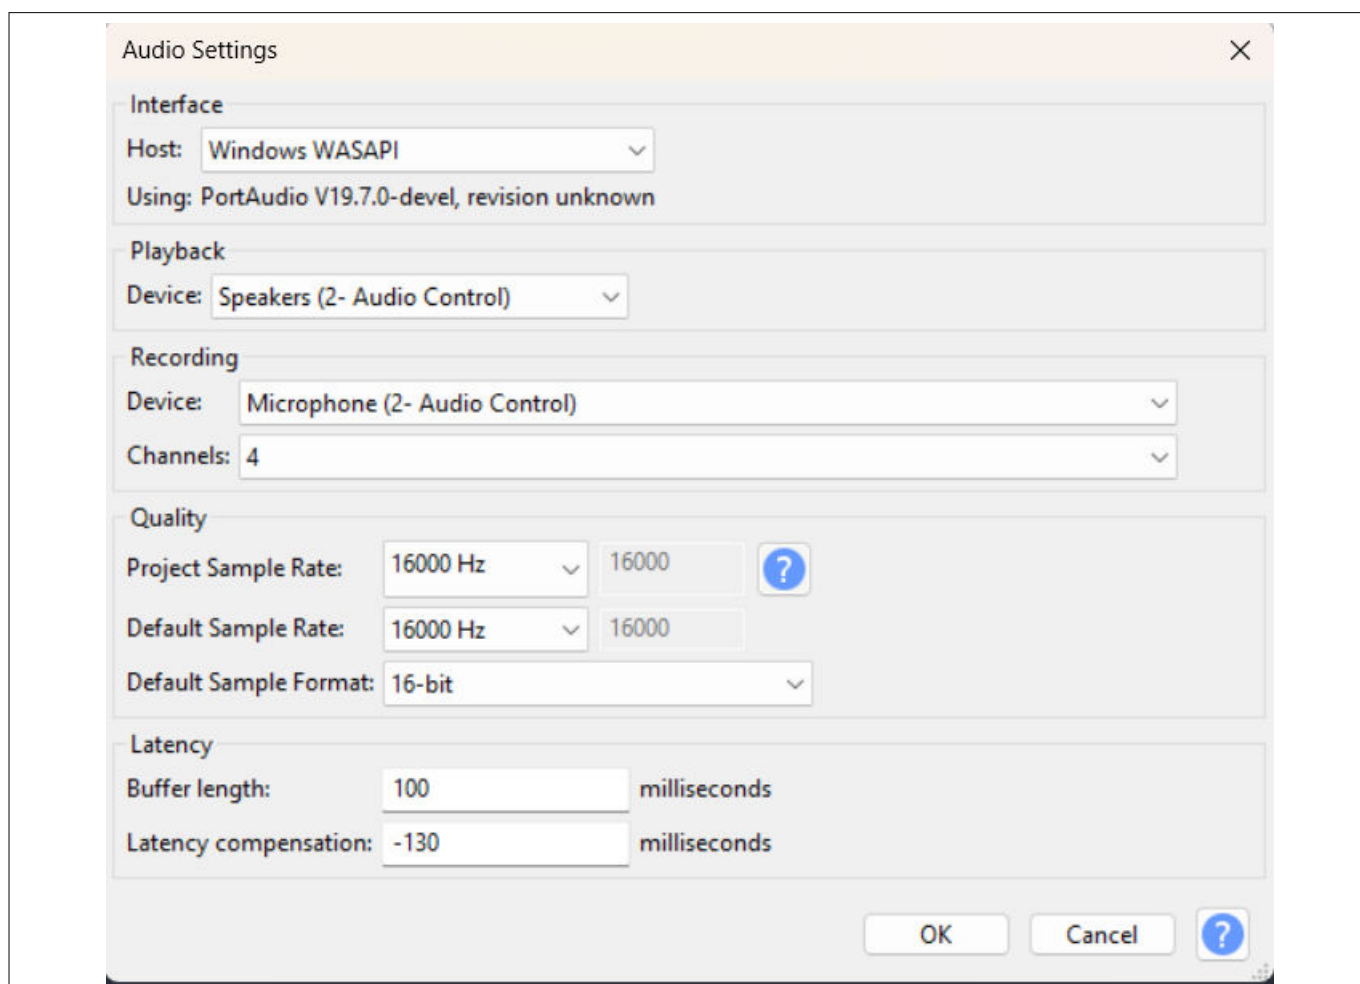 Audio Settings
Interface
Host: Windows WASAPI
Using: PortAudio V19.7.0-devel, revision unknown
Playback
Device: Speakers (2- Audio Control)
Recording
Device: Microphone (2- Audio Control)
Channels: 4
Quality
Project Sample Rate: 16000 Hz 16000 ?
Default Sample Rate: 16000 Hz 16000
Default Sample Format: 16-bit
Latency
Buffer length: 100 milliseconds
Latency compensation: -130 milliseconds
OK Cancel ?